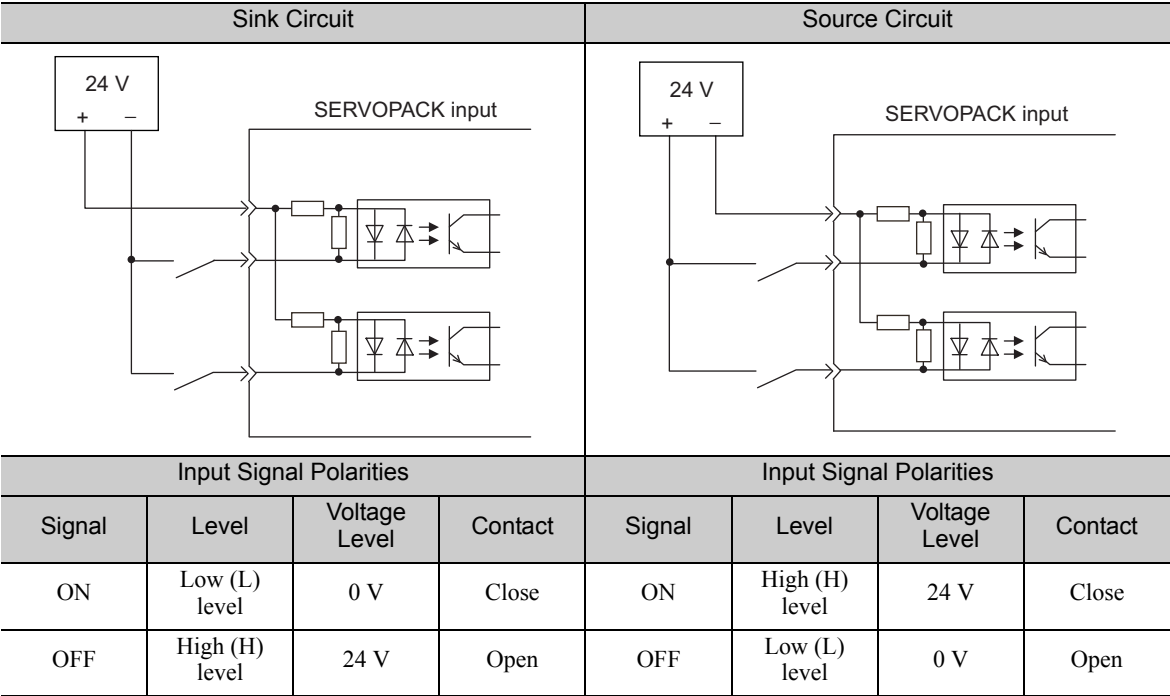 Sink Circuit
Source Circuit
24 V
+ −
SERVOPACK input
24 V
+ −
SERVOPACK input
Input Signal Polarities
Input Signal Polarities
Signal
Level
Voltage
Level
Contact
Signal
Level
Voltage
Level
Contact
ON
Low (L)
level
0 V
Close
ON
High (H)
level
24 V
Close
OFF
High (H)
level
24 V
Open
OFF
Low (L)
level
0 V
Open